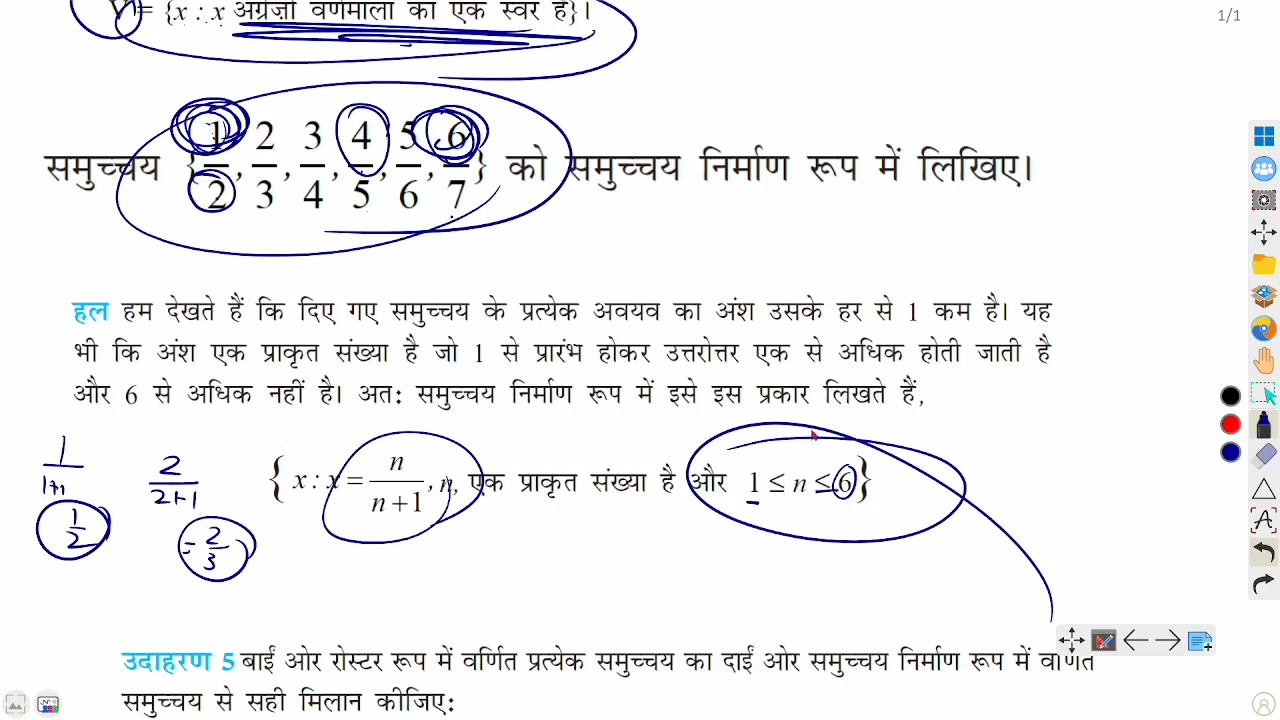 V = {x : x अंग्रेज़ी वर्णमाला का एक स्वर है}।
1/1
समुच्चय {1/2, 2/3, 3/4, 4/5, 5/6, 6/7} को समुच्चय निर्माण रूप में लिखिए।
हल हम देखते हैं कि दिए गए समुच्चय के प्रत्येक अवयव का अंश उसके हर से 1 कम है। यह
भी कि अंश एक प्राकृत संख्या है जो 1 से प्रारंभ होकर उत्तरोत्तर एक से अधिक होती जाती है
और 6 से अधिक नहीं है। अत: समुच्चय निर्माण रूप में इसे इस प्रकार लिखते हैं,
1/1+1 2/2+1 {x : x = n/n+1, n, एक प्राकृत संख्या है और 1 ≤ n ≤ 6}
1/2 = 2/3
उदाहरण 5 बाईं ओर रोस्टर रूप में वर्णित प्रत्येक समुच्चय का दाईं ओर समुच्चय निर्माण रूप में वर्णित
समुच्चय से सही मिलान कीजिए: